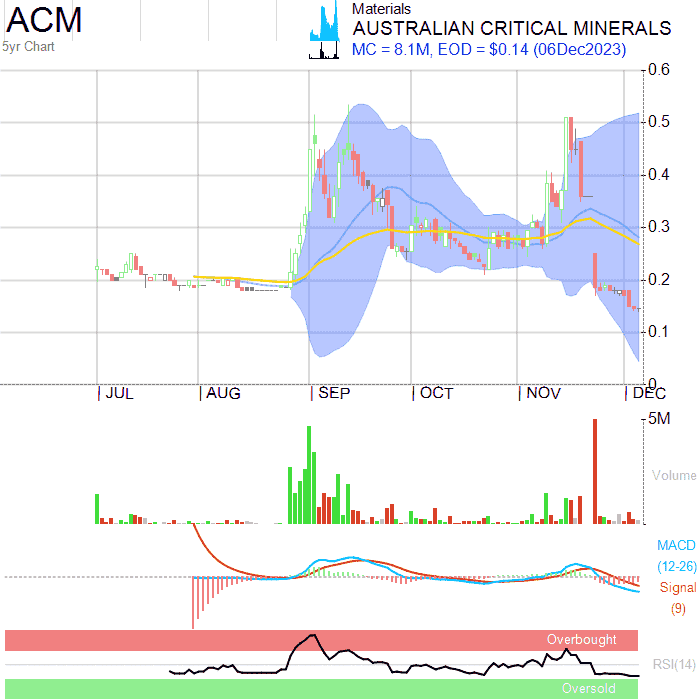 ACM
5yr Chart
Materials
AUSTRALIAN CRITICAL MINERALS
MC = 8.1M, EOD = $0.14 (06Dec2023)
0.6
0.5
0.4
0.3
0.2
0.1
0
JUL AUG SEP OCT NOV DEC
5M
Volume
MACD
(12-26)
Signal
(9)
Overbought
RSI(14)
Oversold